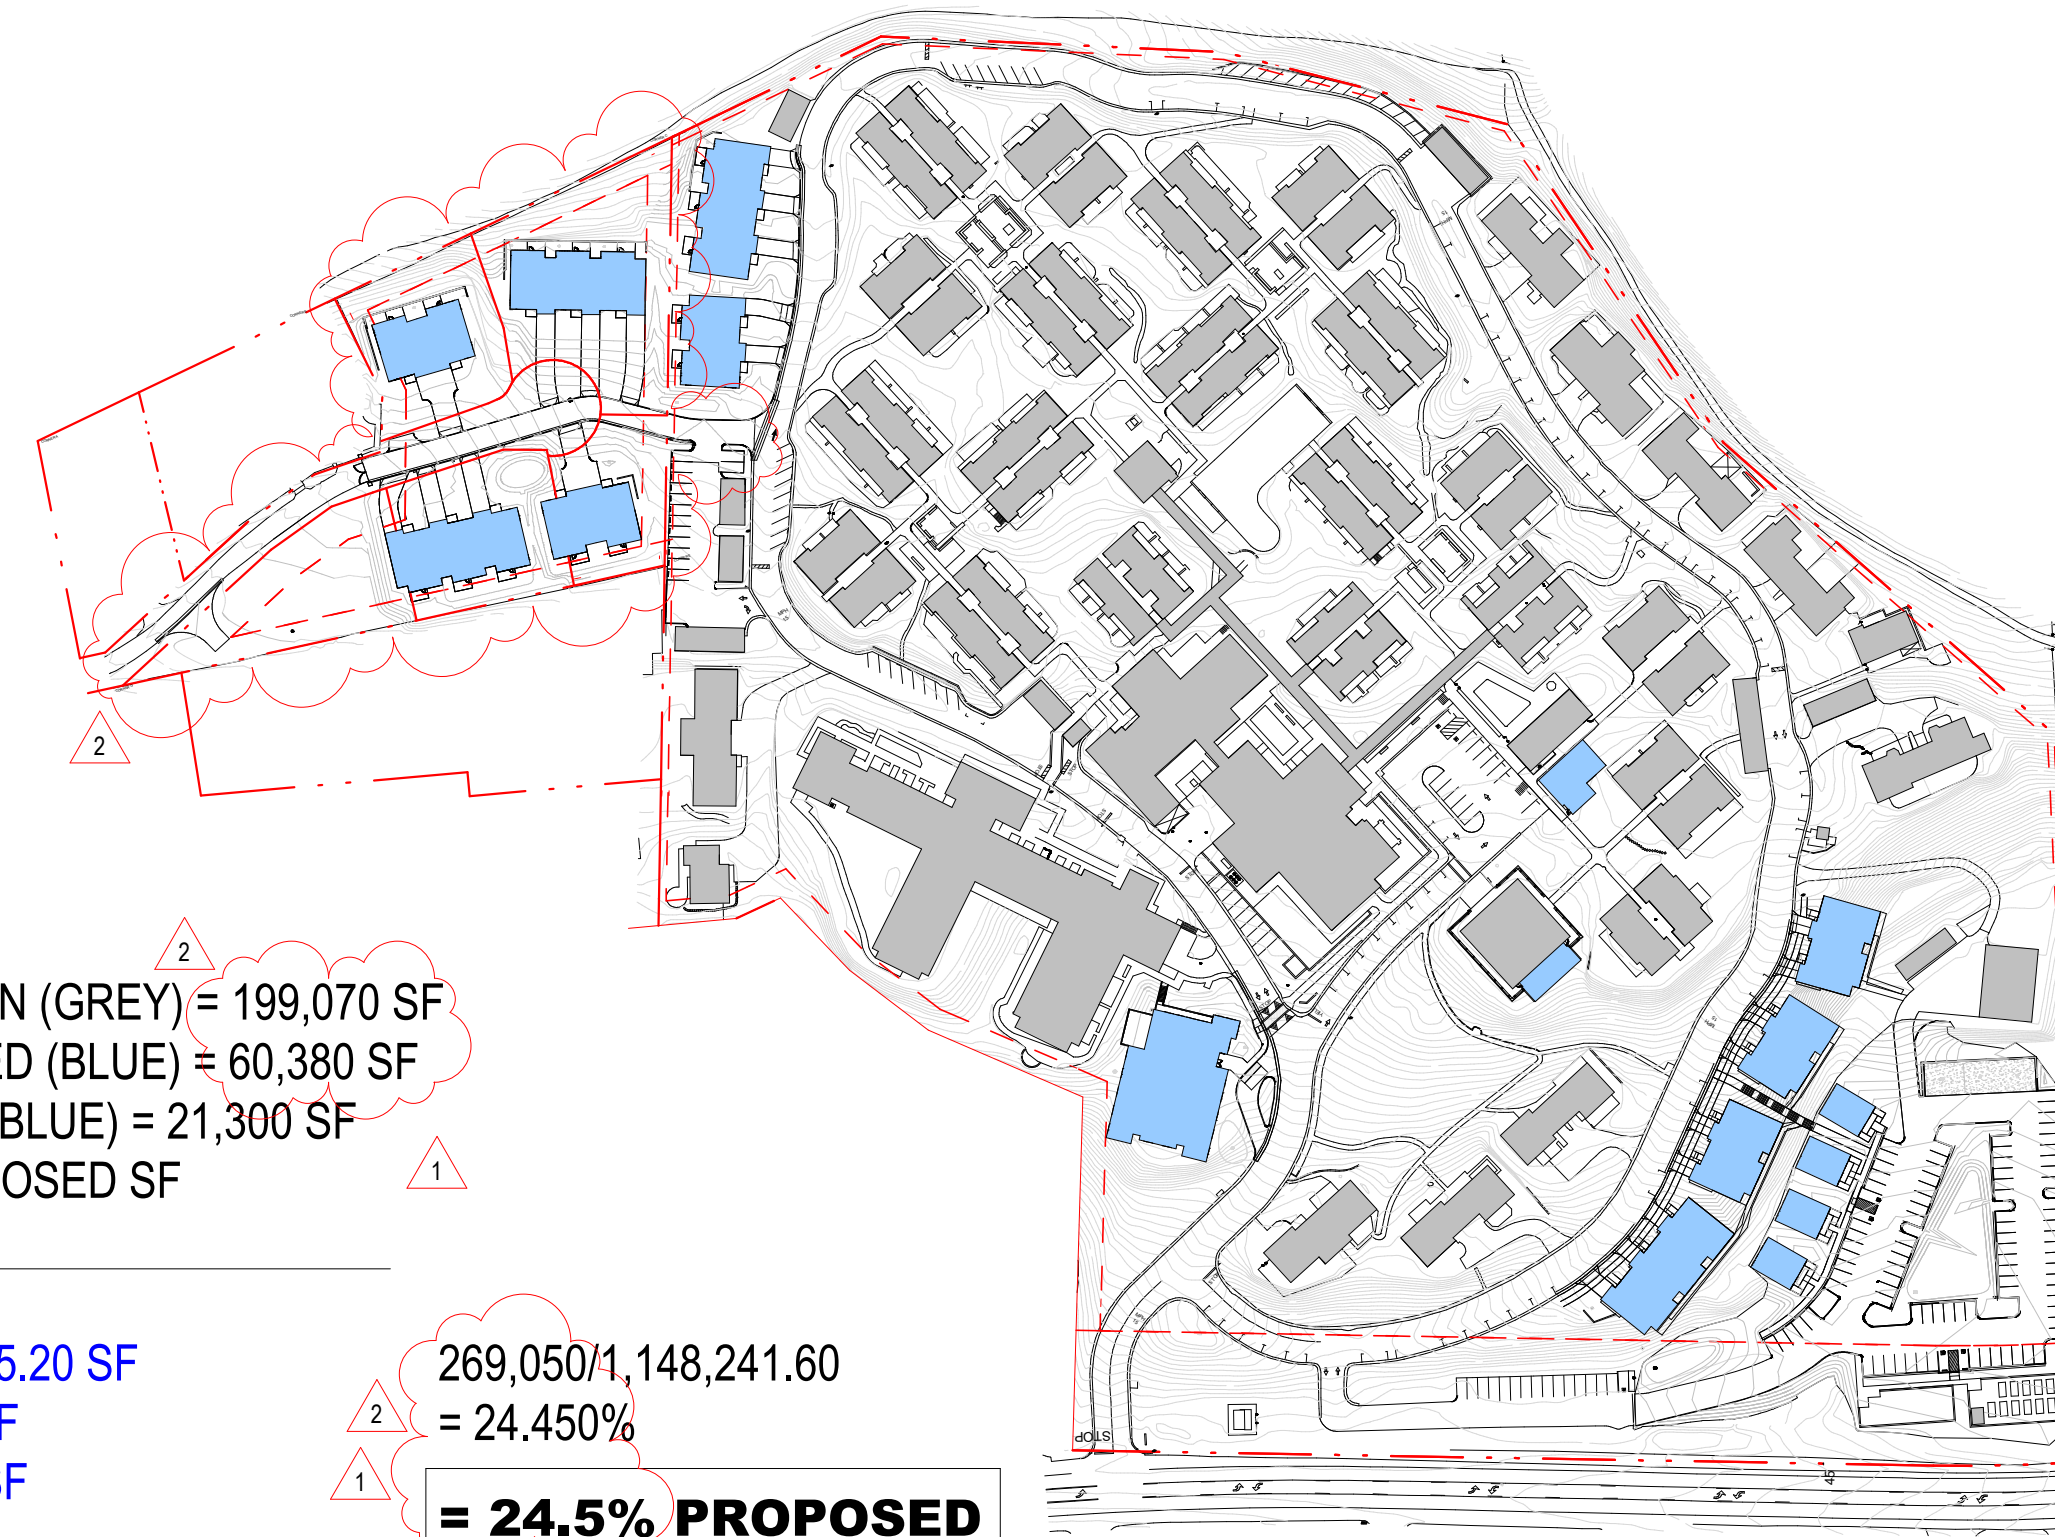 2
2
N (GREY) = 199,070 SF
ED (BLUE) = 60,380 SF
BLUE) = 21,300 SF
OSED SF
1
5.20 SF
F
SF
269,050/1,148,241.60
2
= 24.450%
1
= 24.5% PROPOSED
STOP
45